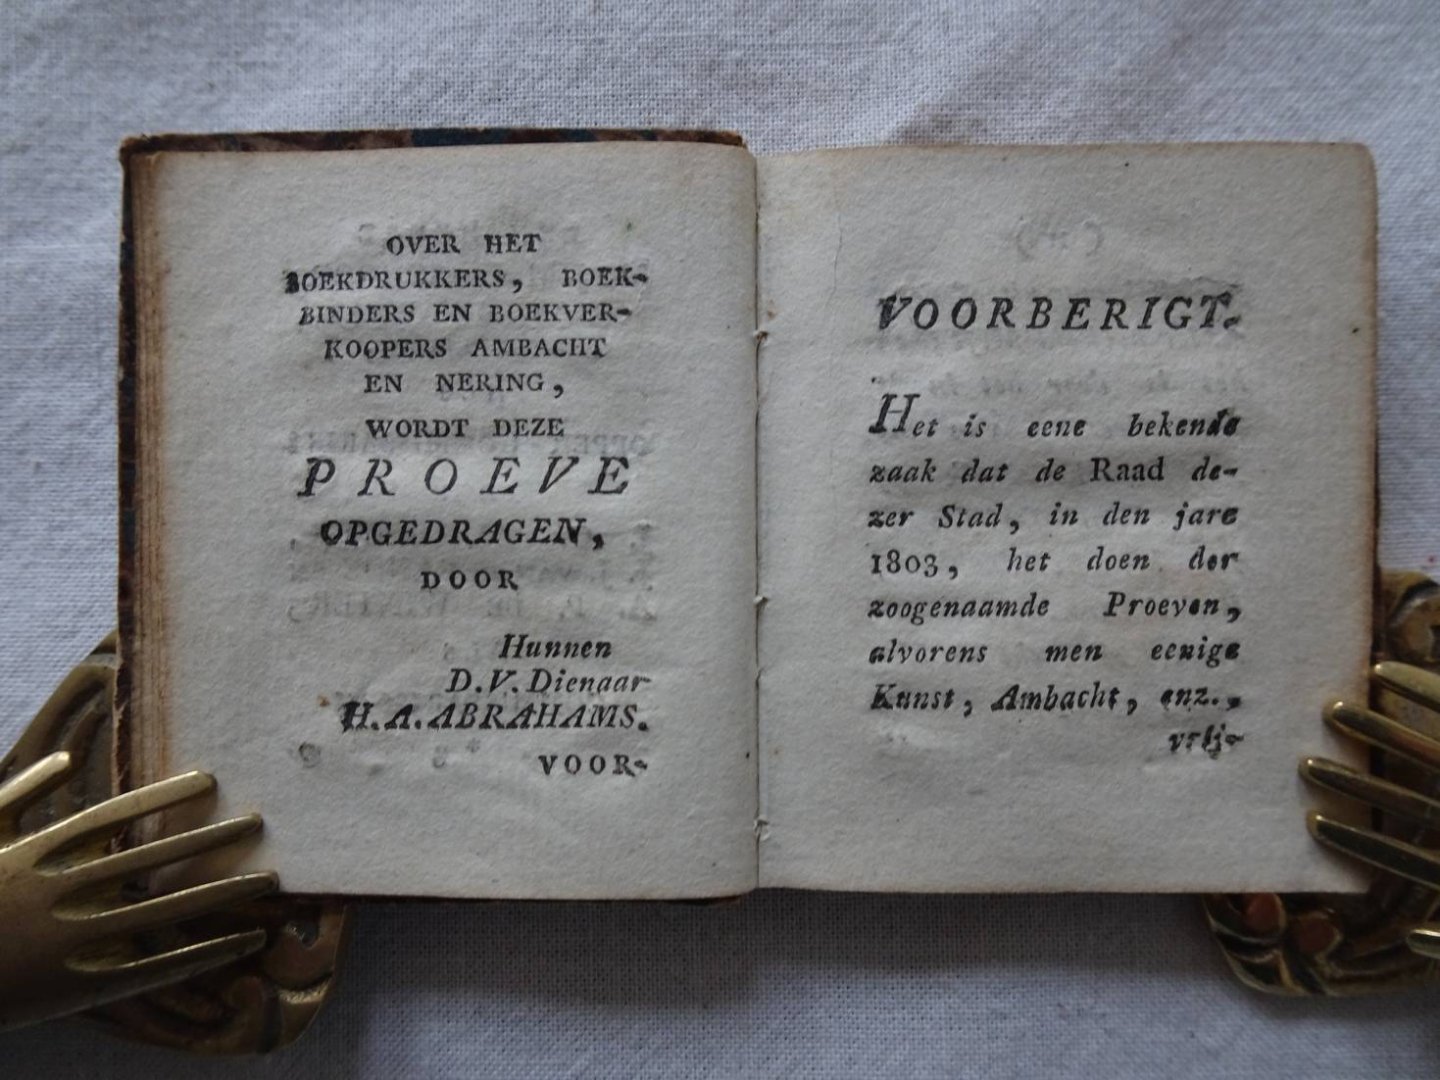 OVER HET
BOEKDRUKKERS, BOEK-
BINDERS EN BOEKVER-
KOOPERS AMBACHT
EN NERING,
WORDT DEZE
PROEVE
OPGEDRAGEN,
DOOR
Hunnen
D.V. Dienaar
H.A. ABRAHAMS.
VOOR-
VOORBERIGT.
Het is eene bekende
zaak dat de Raad de-
zer Stad, in den jare
1803, het doen der
zoogenaamde Proeven,
alvorens men eenige
Kunst, Ambacht, enz.,
vrij-